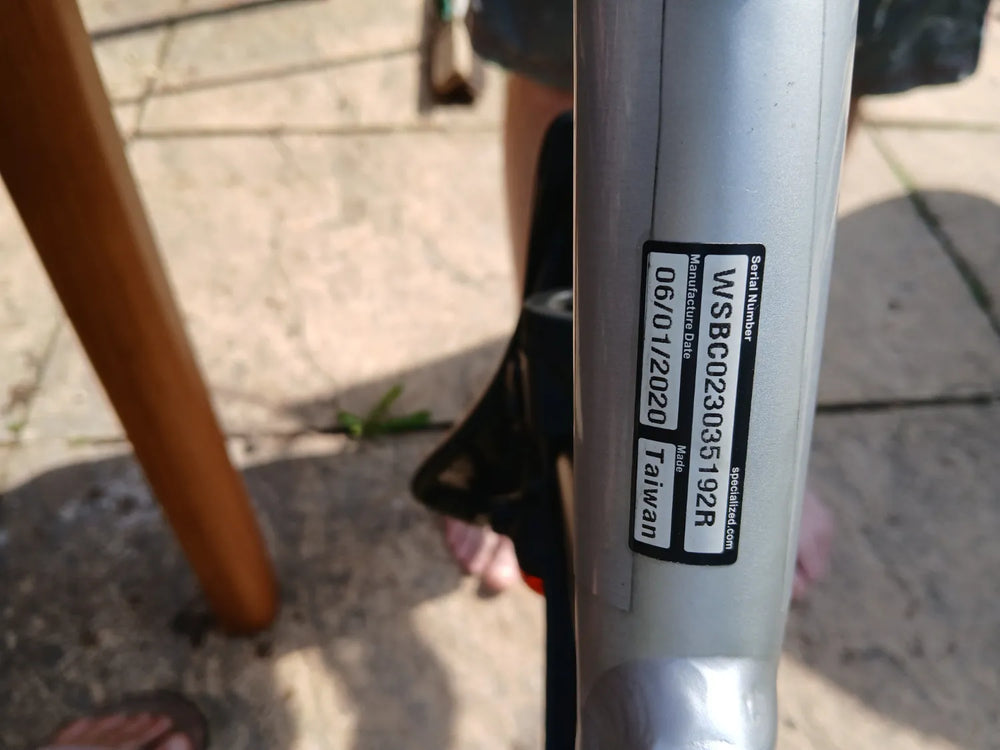 Serial Number
specialized.com
WSBC023035192R
Manufacture Date
Made
06/01/2020
Taiwan